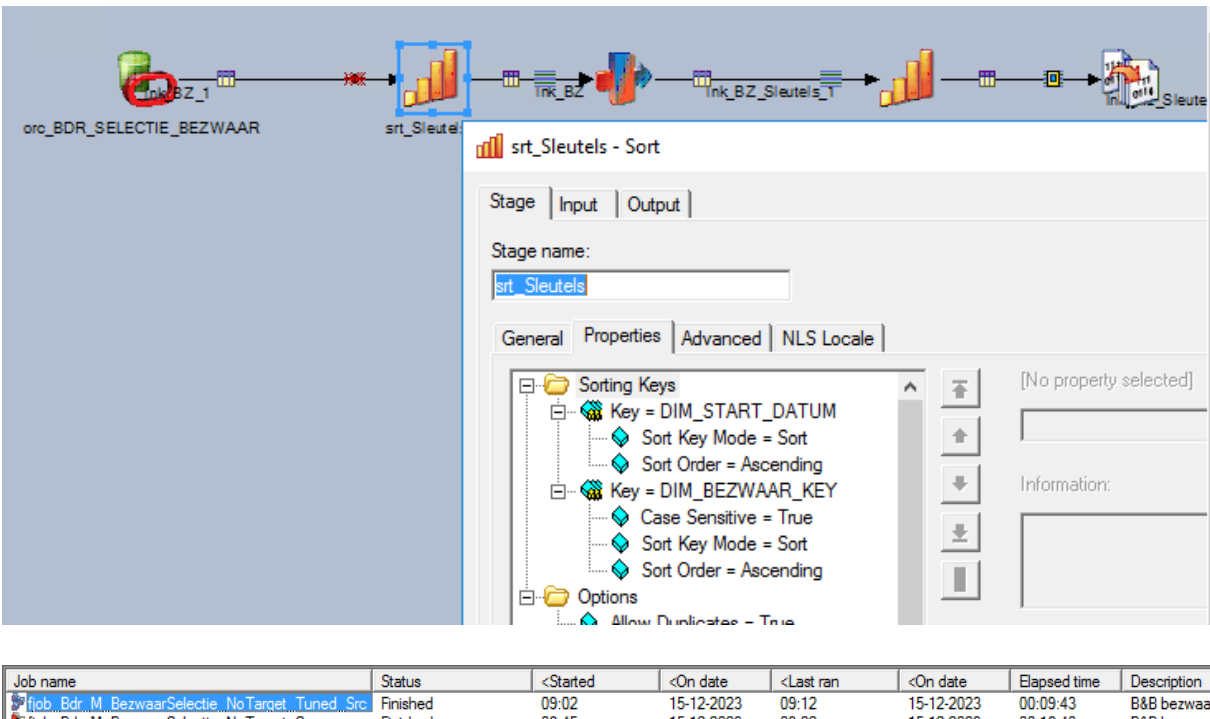 lnk_BZ_1
lnk_BZ
lnk_BZ_Sleutels_1
orc_BDR_SELECTIE_BEZWAAR
srt_Sleutels - Sort
Stage Input Output
Stage name:
srt_Sleutels
General Properties Advanced NLS Locale
Sorting Keys
[No property selected]
Key = DIM_START_DATUM
Sort Key Mode = Sort
Sort Order = Ascending
Key = DIM_BEZWAAR_KEY
Information:
Case Sensitive = True
Sort Key Mode = Sort
Sort Order = Ascending
Options
Allow Duplicates = True
Job name Status <Started <On date <Last ran <On date Elapsed time Description
fjob_Bdr_M_BezwaarSelectie_NoTarget_Tuned_Src Finished 09:02 15-12-2023 09:12 15-12-2023 00:09:43 B&B bezwaa